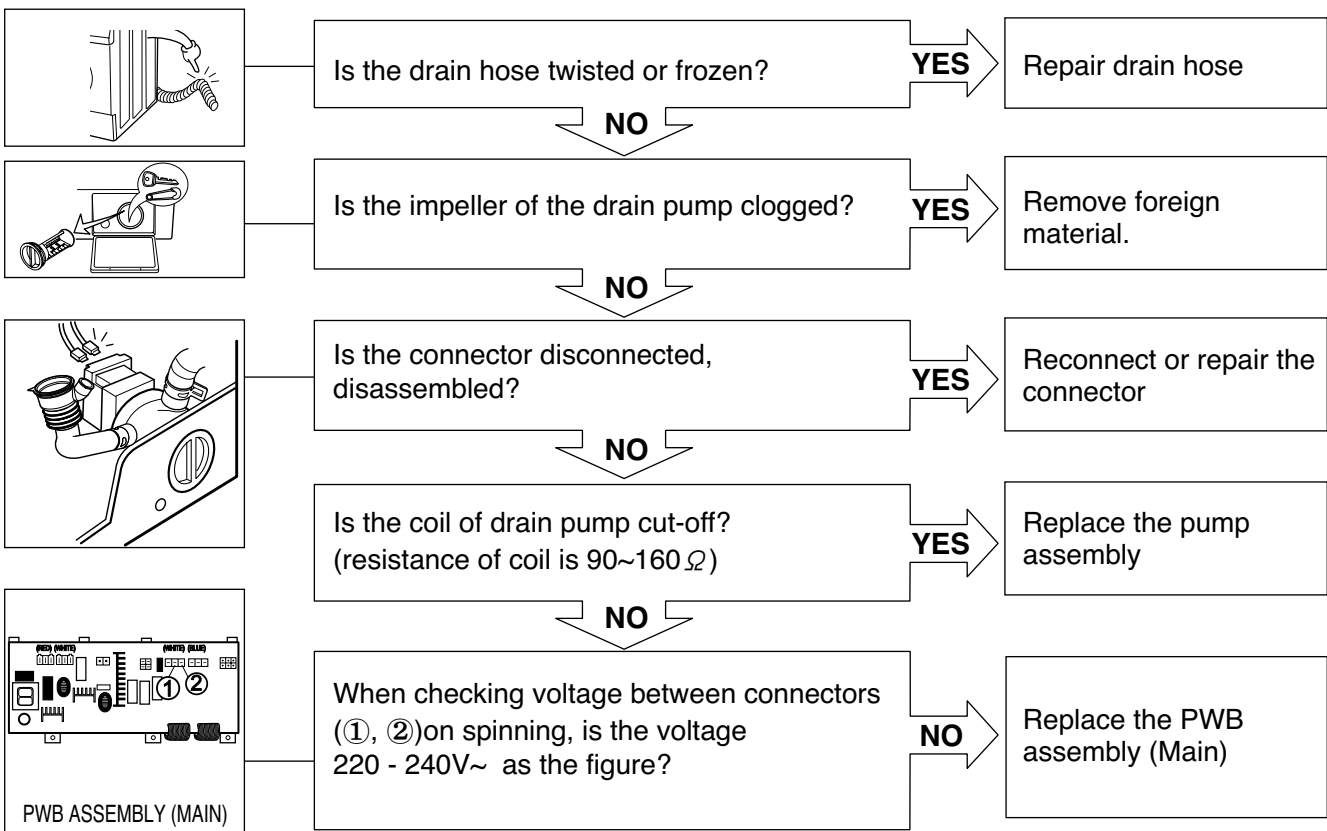 Is the drain hose twisted or frozen?
YES
Repair drain hose
NO
Is the impeller of the drain pump clogged?
YES
Remove foreign
material.
NO
Is the connector disconnected,
disassembled?
YES
Reconnect or repair the
connector
NO
Is the coil of drain pump cut-off?
(resistance of coil is 90~160Ω)
YES
Replace the pump
assembly
NO
(RED) (WHITE) (WHITE) (BLUE)
① ②
PWB ASSEMBLY (MAIN)
When checking voltage between connectors
(①, ②)on spinning, is the voltage
220 - 240V~ as the figure?
NO
Replace the PWB
assembly (Main)